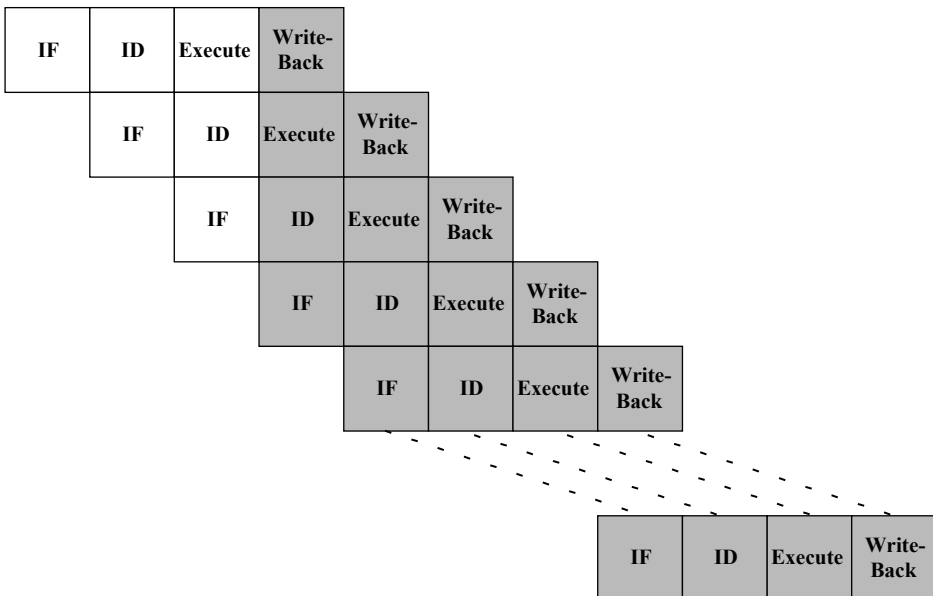 IF ID Execute Write-
Back
IF ID Execute Write-
Back
IF ID Execute Write-
Back
IF ID Execute Write-
Back
IF ID Execute Write-
Back
IF ID Execute Write-
Back